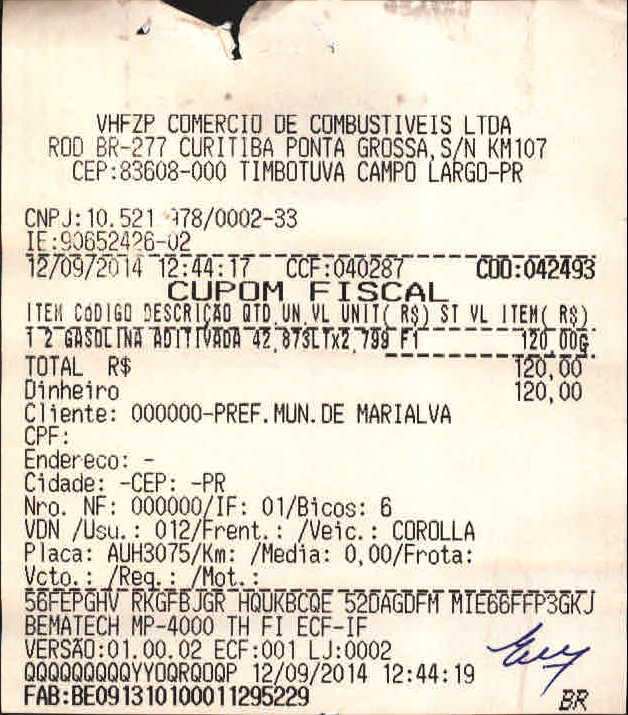 VHFZP COMERCIO DE COMBUSTIVEIS LTDA
ROD BR-277 CURITIBA PONTA GROSSA,S/N KM107
CEP:83608-000 TIMBOTUVA CAMPO LARGO-PR
CNPJ:10.521 978/0002-33
IE:90652426-02
12/09/2014 12:44:17 CCF:040287 COO:042493
CUPOM FISCAL
ITEM CÓDIGO DESCRIÇÃO QTD.UN.VL UNIT( R$) ST VL ITEM( R$)
1 2 GASOLINA ADITIVADA 42,873LTx2,799 F1 120,00G
TOTAL R$ 120,00
Dinheiro 120,00
Cliente: 000000-PREF.MUN.DE MARIALVA
CPF:
Endereco: -
Cidade: -CEP: -PR
Nro. NF: 000000/IF: 01/Bicos: 6
VDN /Usu.: 012/Frent.: /Veic.: COROLLA
Placa: AUH3075/Km: /Media: 0,00/Frota:
Vcto.: /Req.: /Mot.:
56FEPGHV RKGFBJGR HQUKBCQE 52DAGDFM MIE66FFP3GKJ
BEMATECH MP-4000 TH FI ECF-IF
VERSÃO:01.00.02 ECF:001 LJ:0002
QQQQQQQQQYYOQRQOQP 12/09/2014 12:44:19
FAB:BE091310100011295229 BR